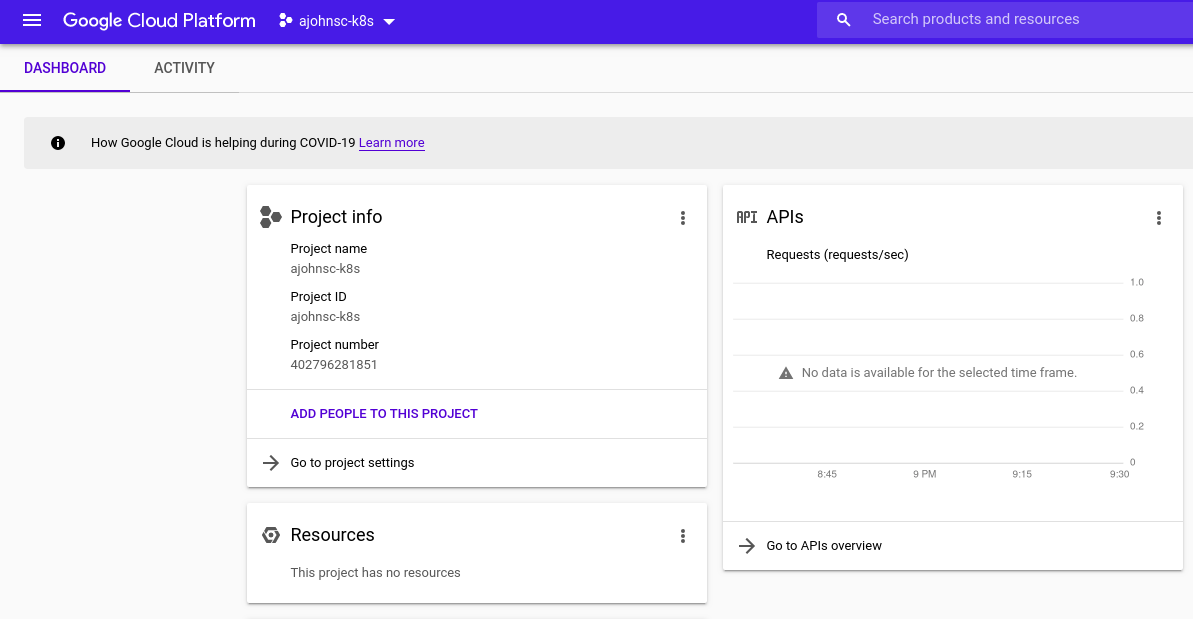 Google Cloud Platform
ajohnsc-k8s
Search products and resources
DASHBOARD
ACTIVITY
How Google Cloud is helping during COVID-19 Learn more
Project info
Project name
ajohnsc-k8s
Project ID
ajohnsc-k8s
Project number
402796281851
ADD PEOPLE TO THIS PROJECT
Go to project settings
Resources
This project has no resources
API APIs
Requests (requests/sec)
1.0
0.8
0.6
No data is available for the selected time frame.
0.4
0.2
0
8:45 9 PM 9:15 9:30
Go to APIs overview